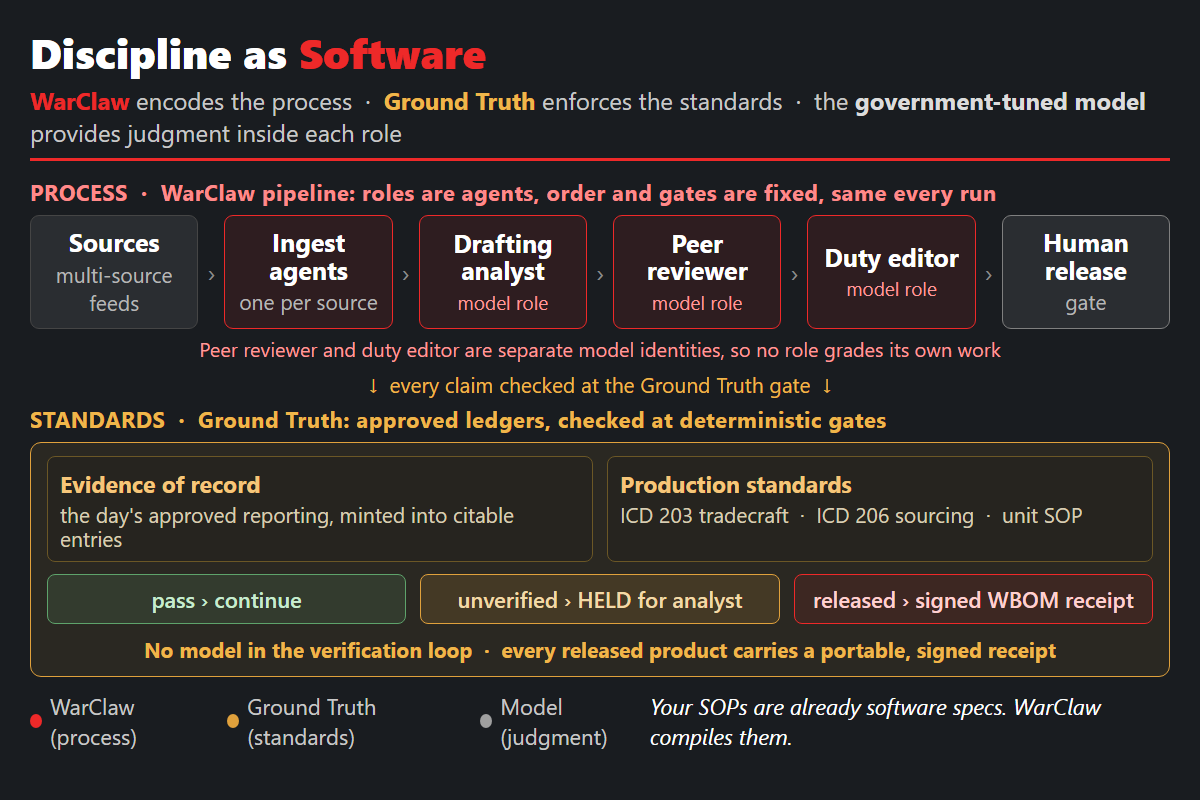 Discipline as Software
WarClaw encodes the process · Ground Truth enforces the standards · the government-tuned model
provides judgment inside each role
PROCESS · WarClaw pipeline: roles are agents, order and gates are fixed, same every run
Sources
multi-source
feeds
›
Ingest
agents
one per source
›
Drafting
analyst
model role
›
Peer
reviewer
model role
›
Duty editor
model role
›
Human
release
gate
Peer reviewer and duty editor are separate model identities, so no role grades its own work
↓ every claim checked at the Ground Truth gate ↓
STANDARDS · Ground Truth: approved ledgers, checked at deterministic gates
Evidence of record
the day's approved reporting, minted into citable
entries
Production standards
ICD 203 tradecraft · ICD 206 sourcing · unit SOP
pass › continue
unverified › HELD for analyst
released › signed WBOM receipt
No model in the verification loop · every released product carries a portable, signed receipt
WarClaw
(process)
Ground Truth
(standards)
Model
(judgment)
Your SOPs are already software specs. WarClaw
compiles them.